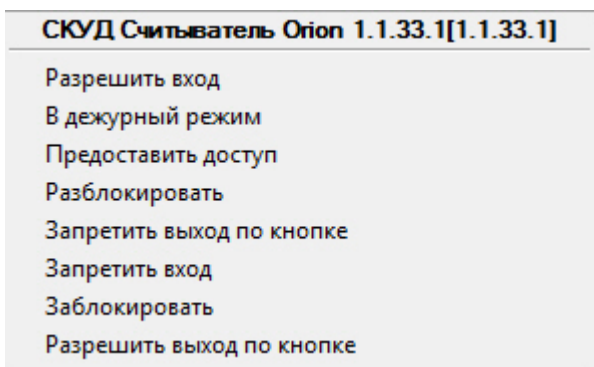 СКУД Считыватель Orion 1.1.33.1[1.1.33.1]
Разрешить вход
В дежурный режим
Предоставить доступ
Разблокировать
Запретить выход по кнопке
Запретить вход
Заблокировать
Разрешить выход по кнопке